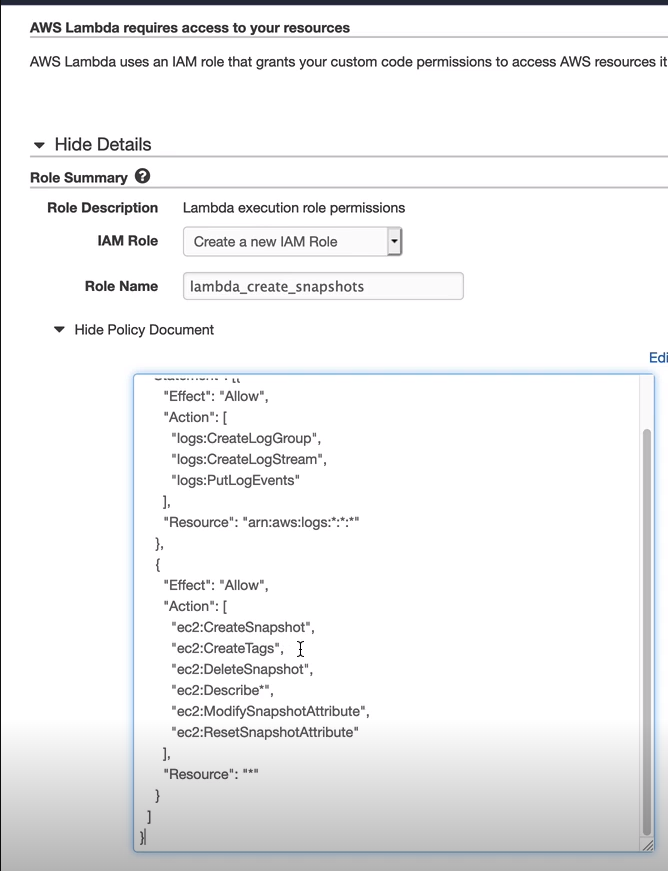 AWS Lambda requires access to your resources
AWS Lambda uses an IAM role that grants your custom code permissions to access AWS resources it
Hide Details
Role Summary ?
Role Description Lambda execution role permissions
IAM Role Create a new IAM Role
Role Name lambda_create_snapshots
Hide Policy Document
Edi
"Statement": [{
"Effect": "Allow",
"Action": [
"logs:CreateLogGroup",
"logs:CreateLogStream",
"logs:PutLogEvents"
],
"Resource": "arn:aws:logs:*:*:*"
},
{
"Effect": "Allow",
"Action": [
"ec2:CreateSnapshot",
"ec2:CreateTags",
"ec2:DeleteSnapshot",
"ec2:Describe*",
"ec2:ModifySnapshotAttribute",
"ec2:ResetSnapshotAttribute"
],
"Resource": "*"
}
]
}